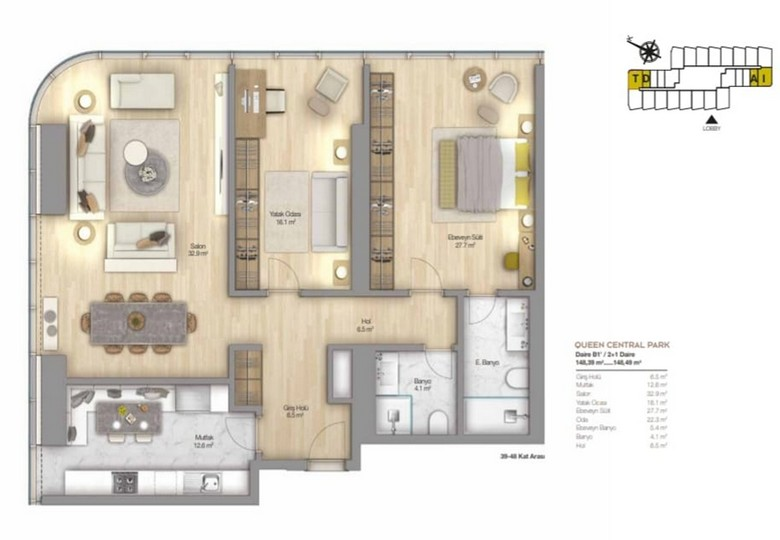 T D
A I
LOBBY
Yatak Odası
16.1 m²
Ebeveyn Süiti
27.7 m²
Salon
32.9 m²
Hol
6.5 m²
E. Banyo
Banyo
4.1 m²
Giriş Holü
6.5 m²
Mutfak
12.6 m²
39-48 Kat Arası
QUEEN CENTRAL PARK
Daire B1' / 2+1 Daire
148,39 m².....148,49 m²
Giriş Holü 6.5 m²
Mutfak 12.6 m²
Salon 32.9 m²
Yatak Odası 16.1 m²
Ebeveyn Süiti 27.7 m²
Oda 22.3 m²
Ebeveyn Banyo 5.4 m²
Banyo 4.1 m²
Hol 6.5 m²